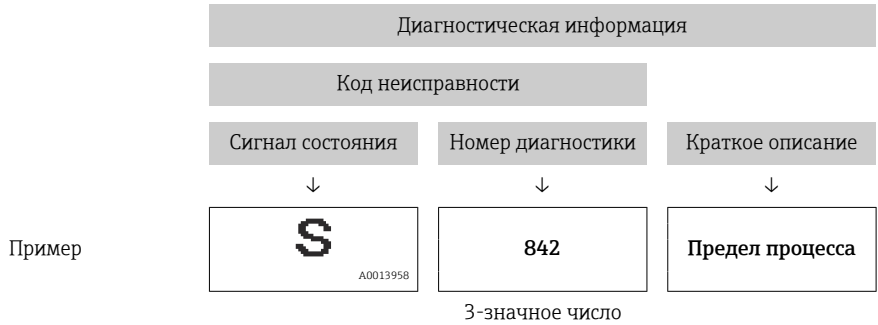 Диагностическая информация
Код неисправности
Сигнал состояния Номер диагностики Краткое описание
↓ ↓ ↓
Пример S 842 Предел процесса
A0013958
3-значное число